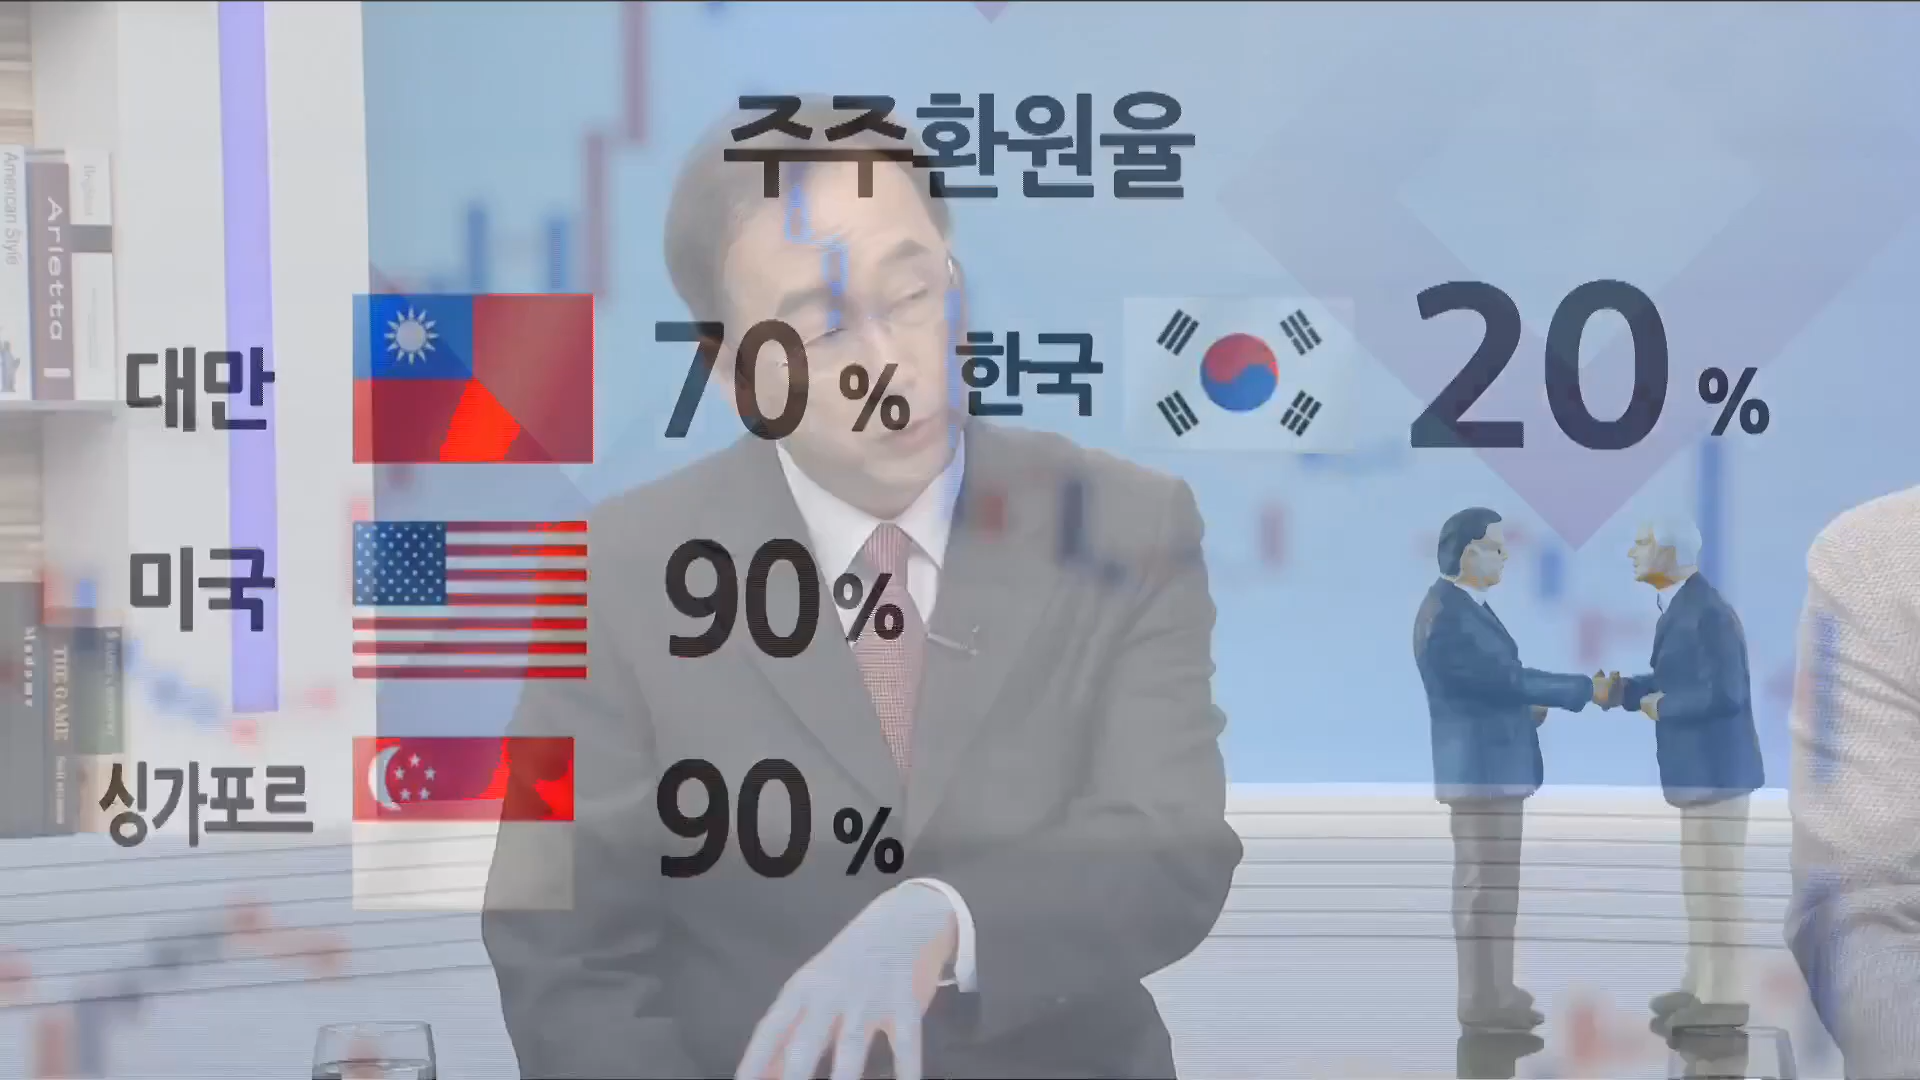 주주환원율
대만 70 %
한국 20 %
미국 90 %
싱가포르 90 %
American Style
Arletta
THE GAME